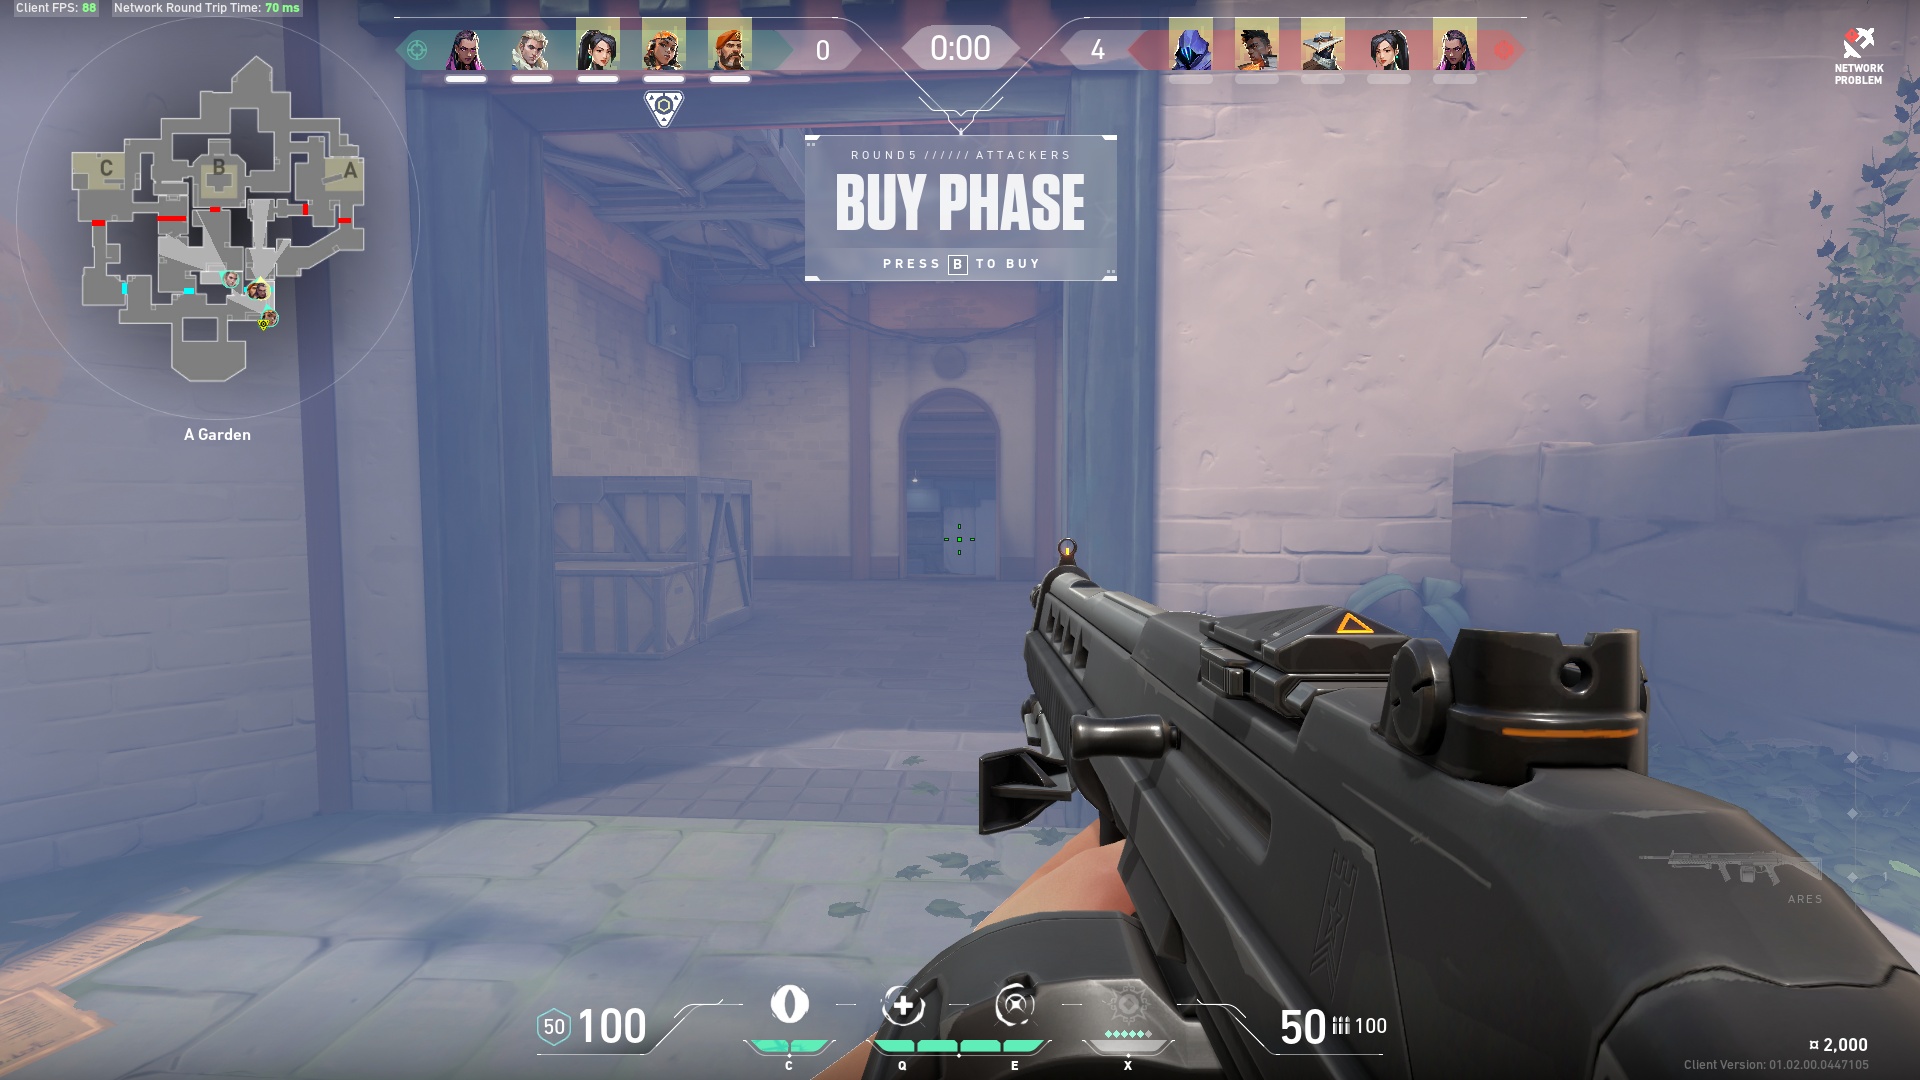 Client FPS: 88 Network Round Trip Time: 70 ms
0 0:00 4
NETWORK
PROBLEM
ROUND5 ////// ATTACKERS
BUY PHASE
PRESS B TO BUY
C B A
A Garden
1
ARES
50 100
50 100
C Q E X
¤ 2,000
Client Version: 01.02.00.0447105